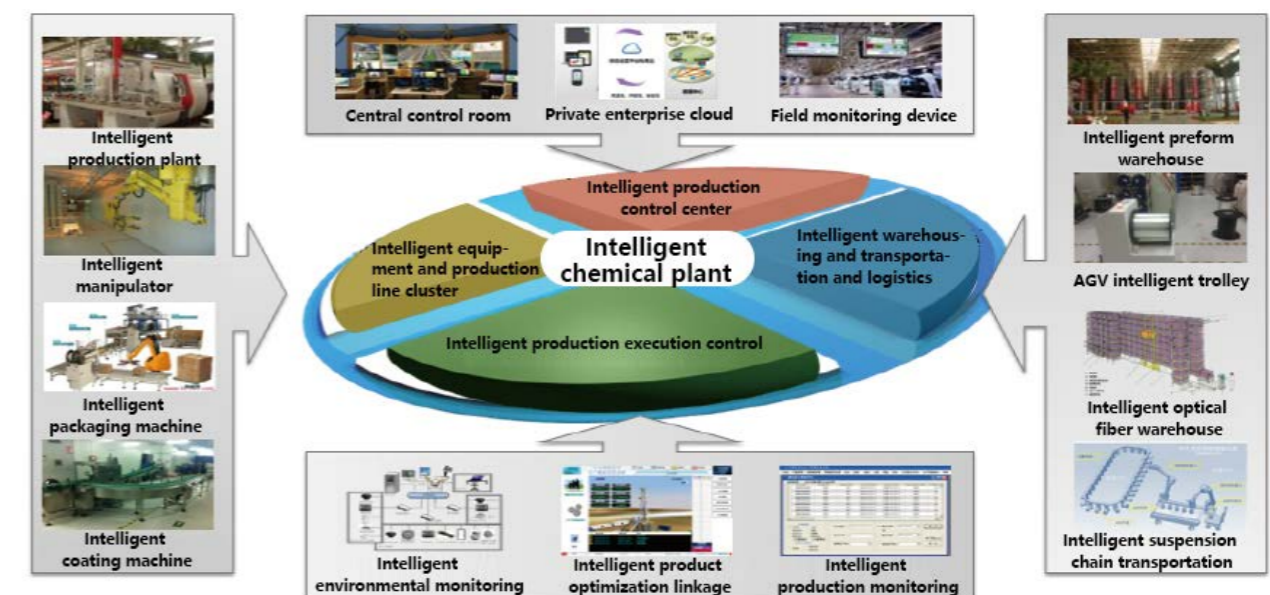 Intelligent
production plant
Intelligent
manipulator
Intelligent
packaging machine
Intelligent
coating machine
Central control room
Private enterprise cloud
Field monitoring device
Intelligent production
control center
Intelligent equip-
ment and production
line cluster
Intelligent
chemical plant
Intelligent warehous-
ing and transporta-
tion and logistics
Intelligent production execution control
Intelligent
environmental monitoring
Intelligent product
optimization linkage
Intelligent
production monitoring
Intelligent preform
warehouse
AGV intelligent trolley
Intelligent optical
fiber warehouse
Intelligent suspension
chain transportation